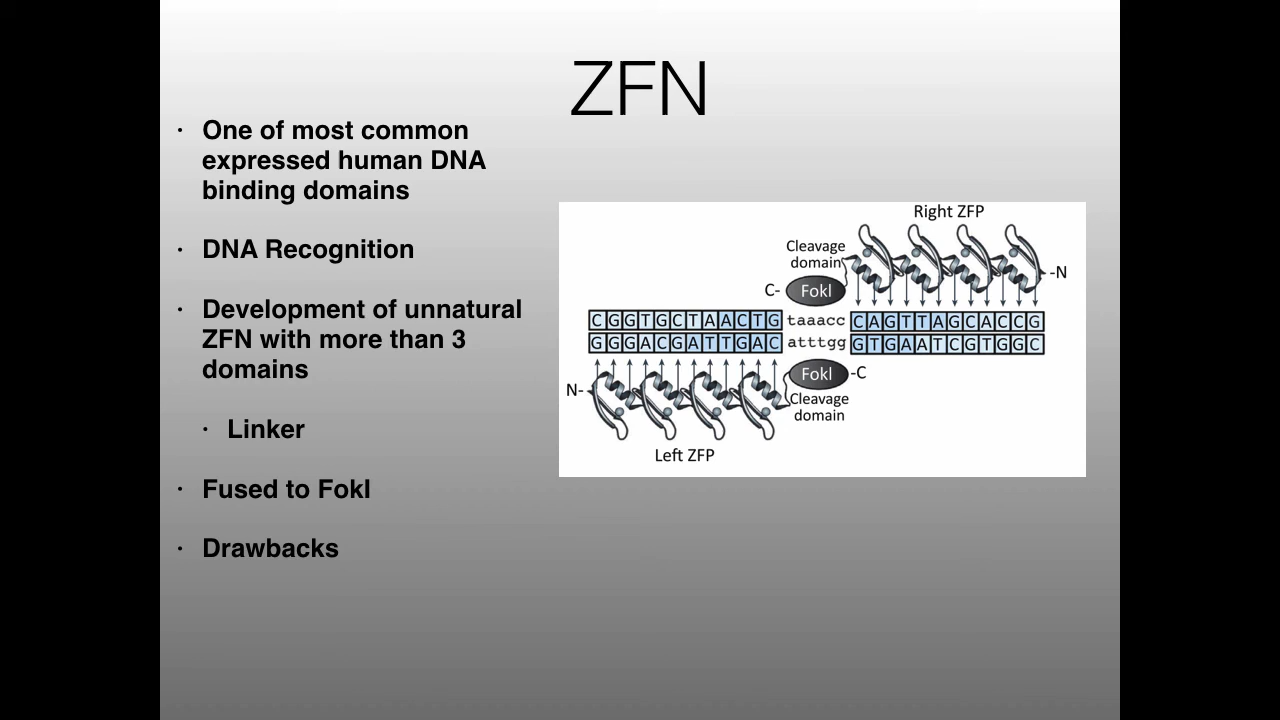 ZFN
· One of most common
expressed human DNA
binding domains
· DNA Recognition
· Development of unnatural
ZFN with more than 3
domains
· Linker
· Fused to FokI
· Drawbacks
Right ZFP
Cleavage
domain
-N
C- FokI
CGGTGCTAACTG taaacc CAGTTAGCACCG
GGGACGATTGAC atttgg GTGAATCGTGGC
FokI -C
N-
Cleavage
domain
Left ZFP